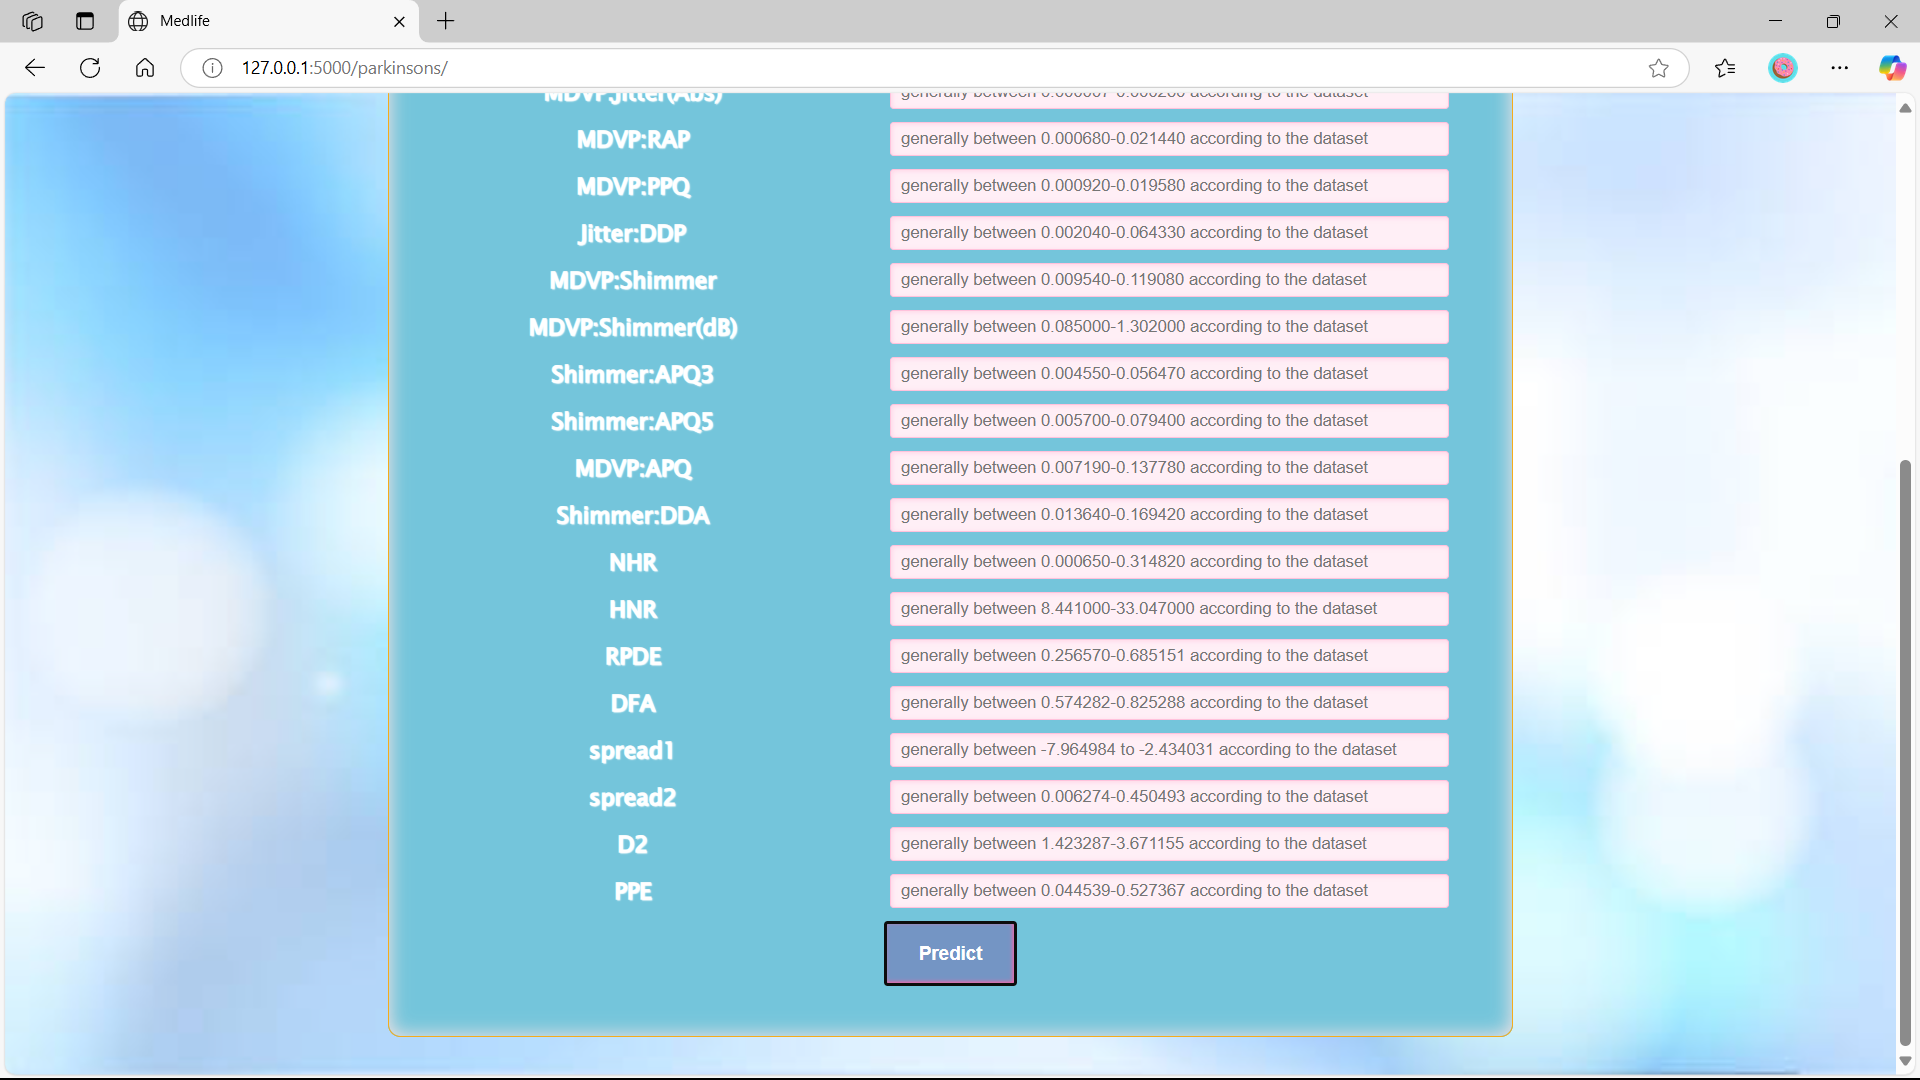 Medlife
127.0.0.1:5000/parkinsons/
MDVP:Jitter(Abs)
MDVP:RAP generally between 0.000680-0.021440 according to the dataset
MDVP:PPQ generally between 0.000920-0.019580 according to the dataset
Jitter:DDP generally between 0.002040-0.064330 according to the dataset
MDVP:Shimmer generally between 0.009540-0.119080 according to the dataset
MDVP:Shimmer(dB) generally between 0.085000-1.302000 according to the dataset
Shimmer:APQ3 generally between 0.004550-0.056470 according to the dataset
Shimmer:APQ5 generally between 0.005700-0.079400 according to the dataset
MDVP:APQ generally between 0.007190-0.137780 according to the dataset
Shimmer:DDA generally between 0.013640-0.169420 according to the dataset
NHR generally between 0.000650-0.314820 according to the dataset
HNR generally between 8.441000-33.047000 according to the dataset
RPDE generally between 0.256570-0.685151 according to the dataset
DFA generally between 0.574282-0.825288 according to the dataset
spread1 generally between -7.964984 to -2.434031 according to the dataset
spread2 generally between 0.006274-0.450493 according to the dataset
D2 generally between 1.423287-3.671155 according to the dataset
PPE generally between 0.044539-0.527367 according to the dataset
Predict